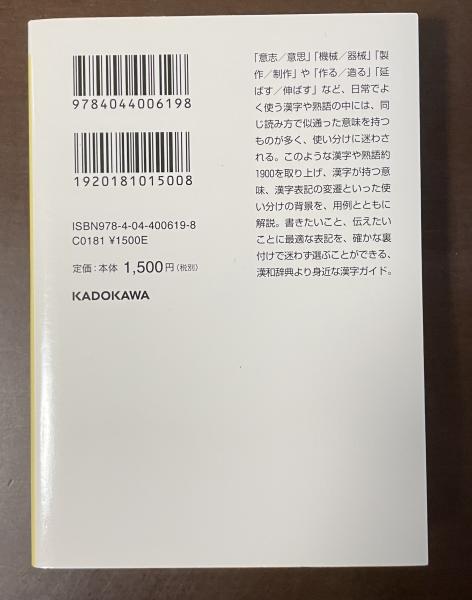 9784044006198
1920181015008
ISBN978-4-04-400619-8
C0181 ¥1500E
定価：本体 1,500円(税別)
KADOKAWA
「意志／意思」「機械／器械」「製
作／制作」や「作る／造る」「延
ばす／伸ばす」など、日常でよ
く使う漢字や熟語の中には、同
じ読み方で似通った意味を持つ
ものが多く、使い分けに迷わさ
れる。このような漢字や熟語約
1900を取り上げ、漢字が持つ意
味、漢字表記の変遷といった使
い分けの背景を、用例とともに
解説。書きたいこと、伝えたい
ことに最適な表記を、確かな裏
付けで迷わず選ぶことができる、
漢和辞典より身近な漢字ガイド。